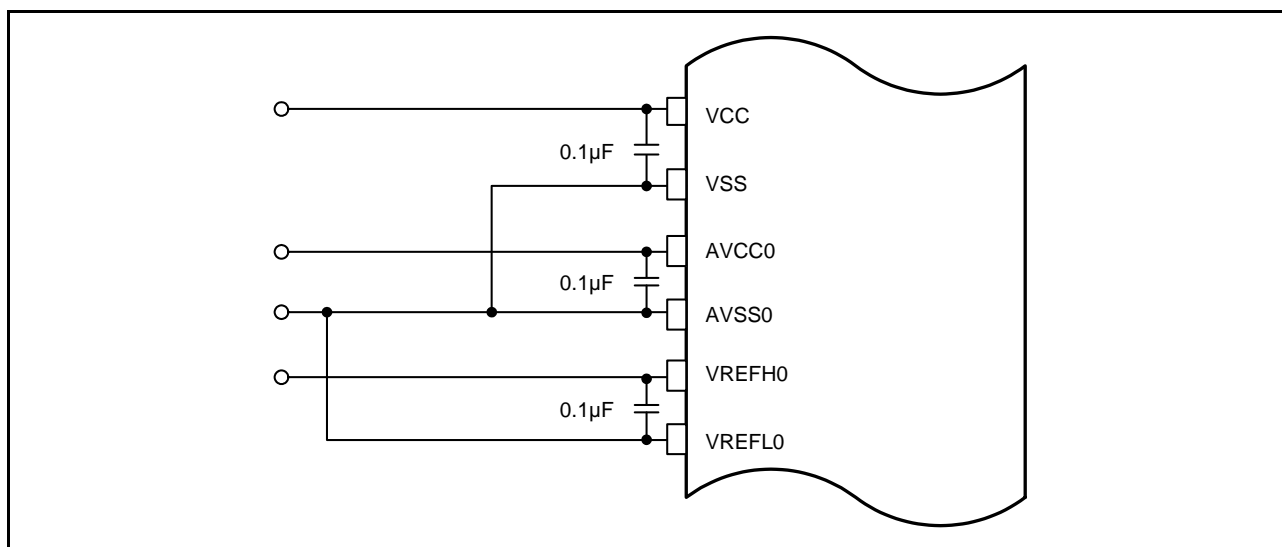 VCC
0.1µF
VSS
AVCC0
0.1µF
AVSS0
VREFH0
0.1µF
VREFL0